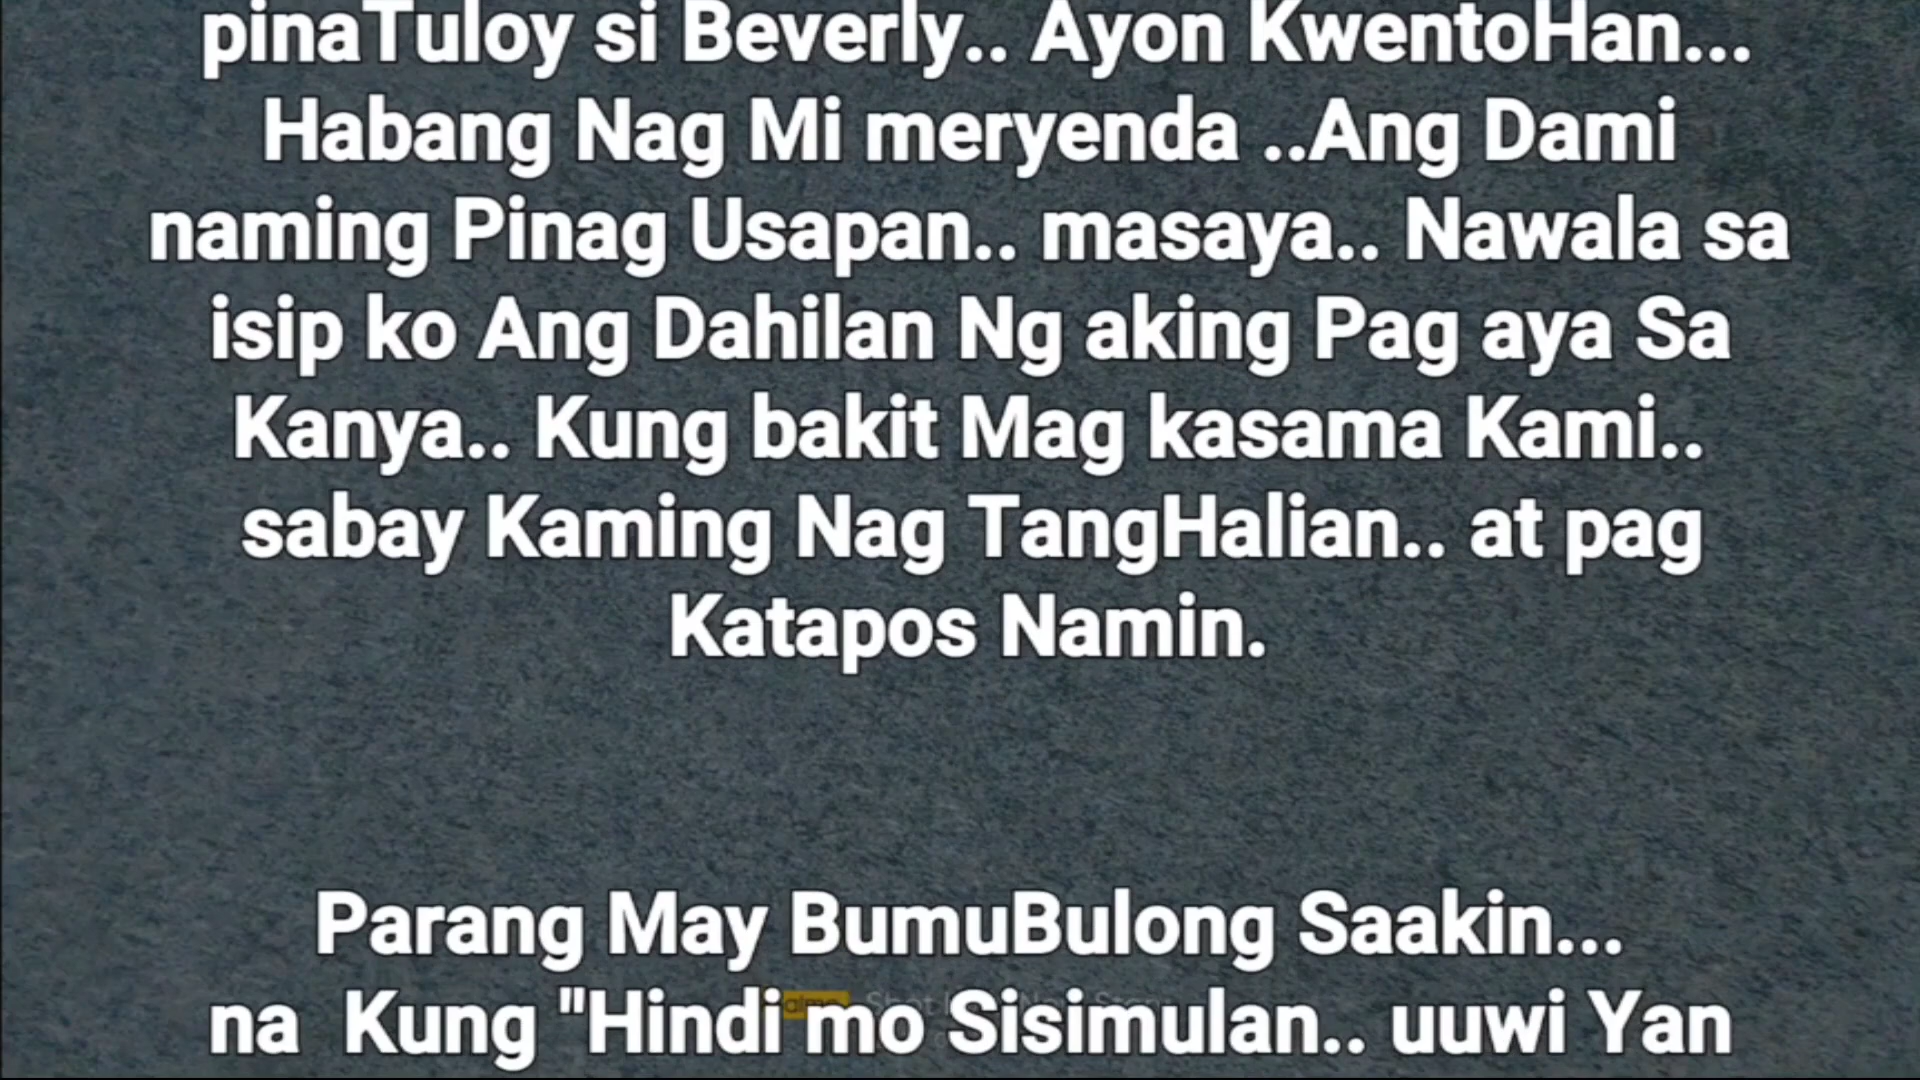 pinaTuloy si Beverly.. Ayon KwentoHan...
Habang Nag Mi meryenda ..Ang Dami
naming Pinag Usapan.. masaya.. Nawala sa
isip ko Ang Dahilan Ng aking Pag aya Sa
Kanya.. Kung bakit Mag kasama Kami..
sabay Kaming Nag TangHalian.. at pag
Katapos Namin.
Parang May BumuBulong Saakin...
na Kung "Hindi mo Sisimulan.. uuwi Yan